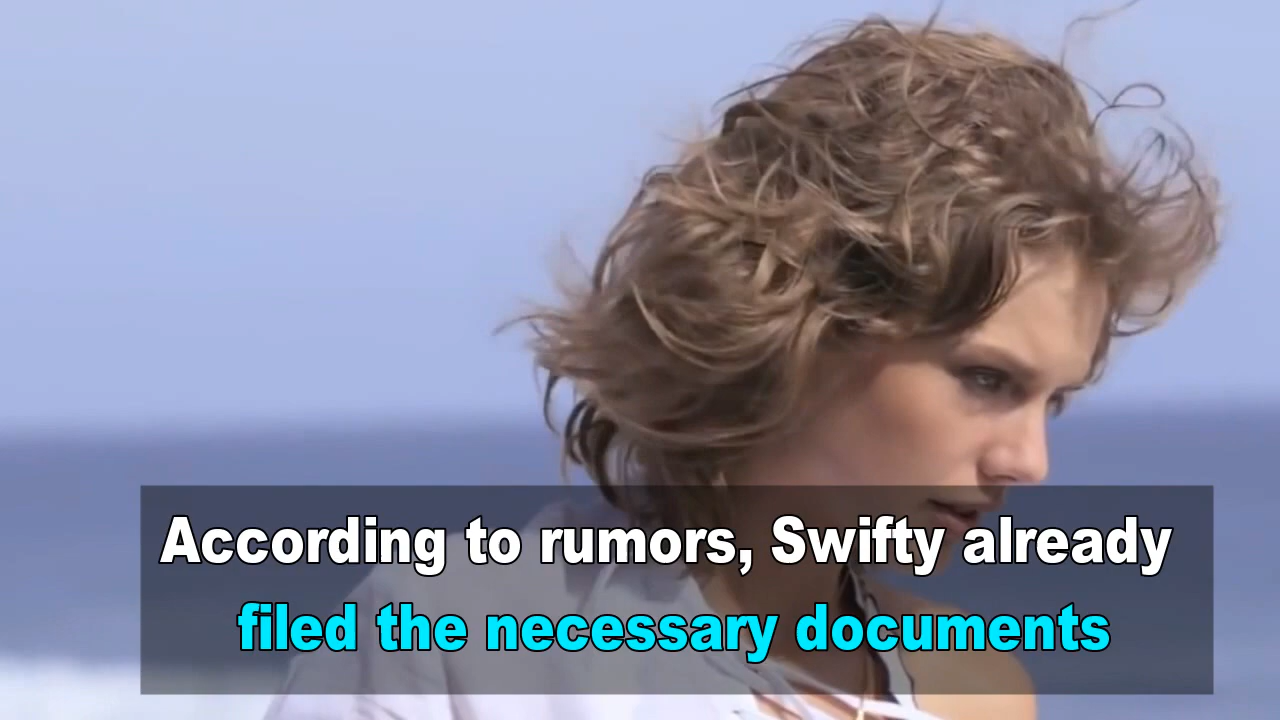 According to rumors, Swifty already
filed the necessary documents